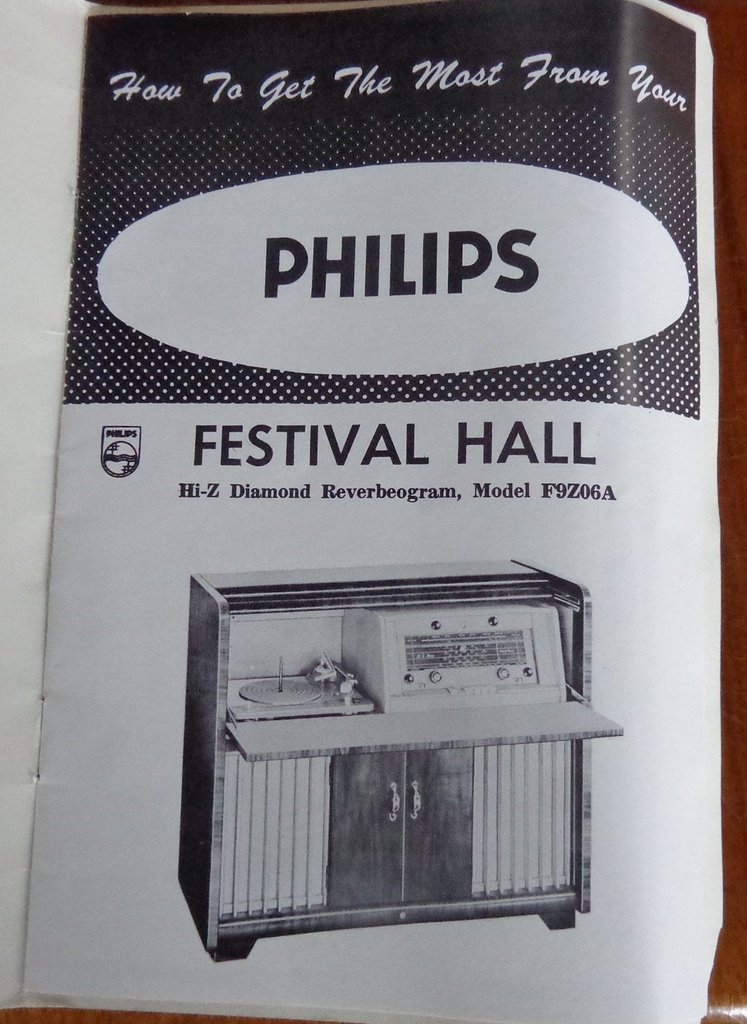 How To Get The Most From Your
PHILIPS
PHILIPS
FESTIVAL HALL
Hi-Z Diamond Reverbeogram, Model F9Z06A